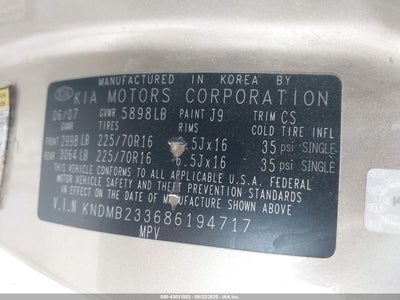 MANUFACTURED IN KOREA BY
KIA KIA MOTORS CORPORATION
06/07 GVWR 5898LB PAINT J9 TRIM CS
GAWR TIRES RIMS COLD TIRE INFL
FRONT 2998LB 225/70R16 .5Jx16 35 psi SINGLE
REAR 3064LB 225/70R16 .5Jx16 35 psi SINGLE
THIS VEHICLE CONFORMS TO ALL APPLICABLE U.S.A. FEDERAL
MOTOR VEHICLE SAFETY AND THEFT PREVENTION STANDARDS
IN EFFECT ON THE DATE OF MANUFACTURE SHOWN ABOVE.
V.I.N KNDMB233686194717
MPV